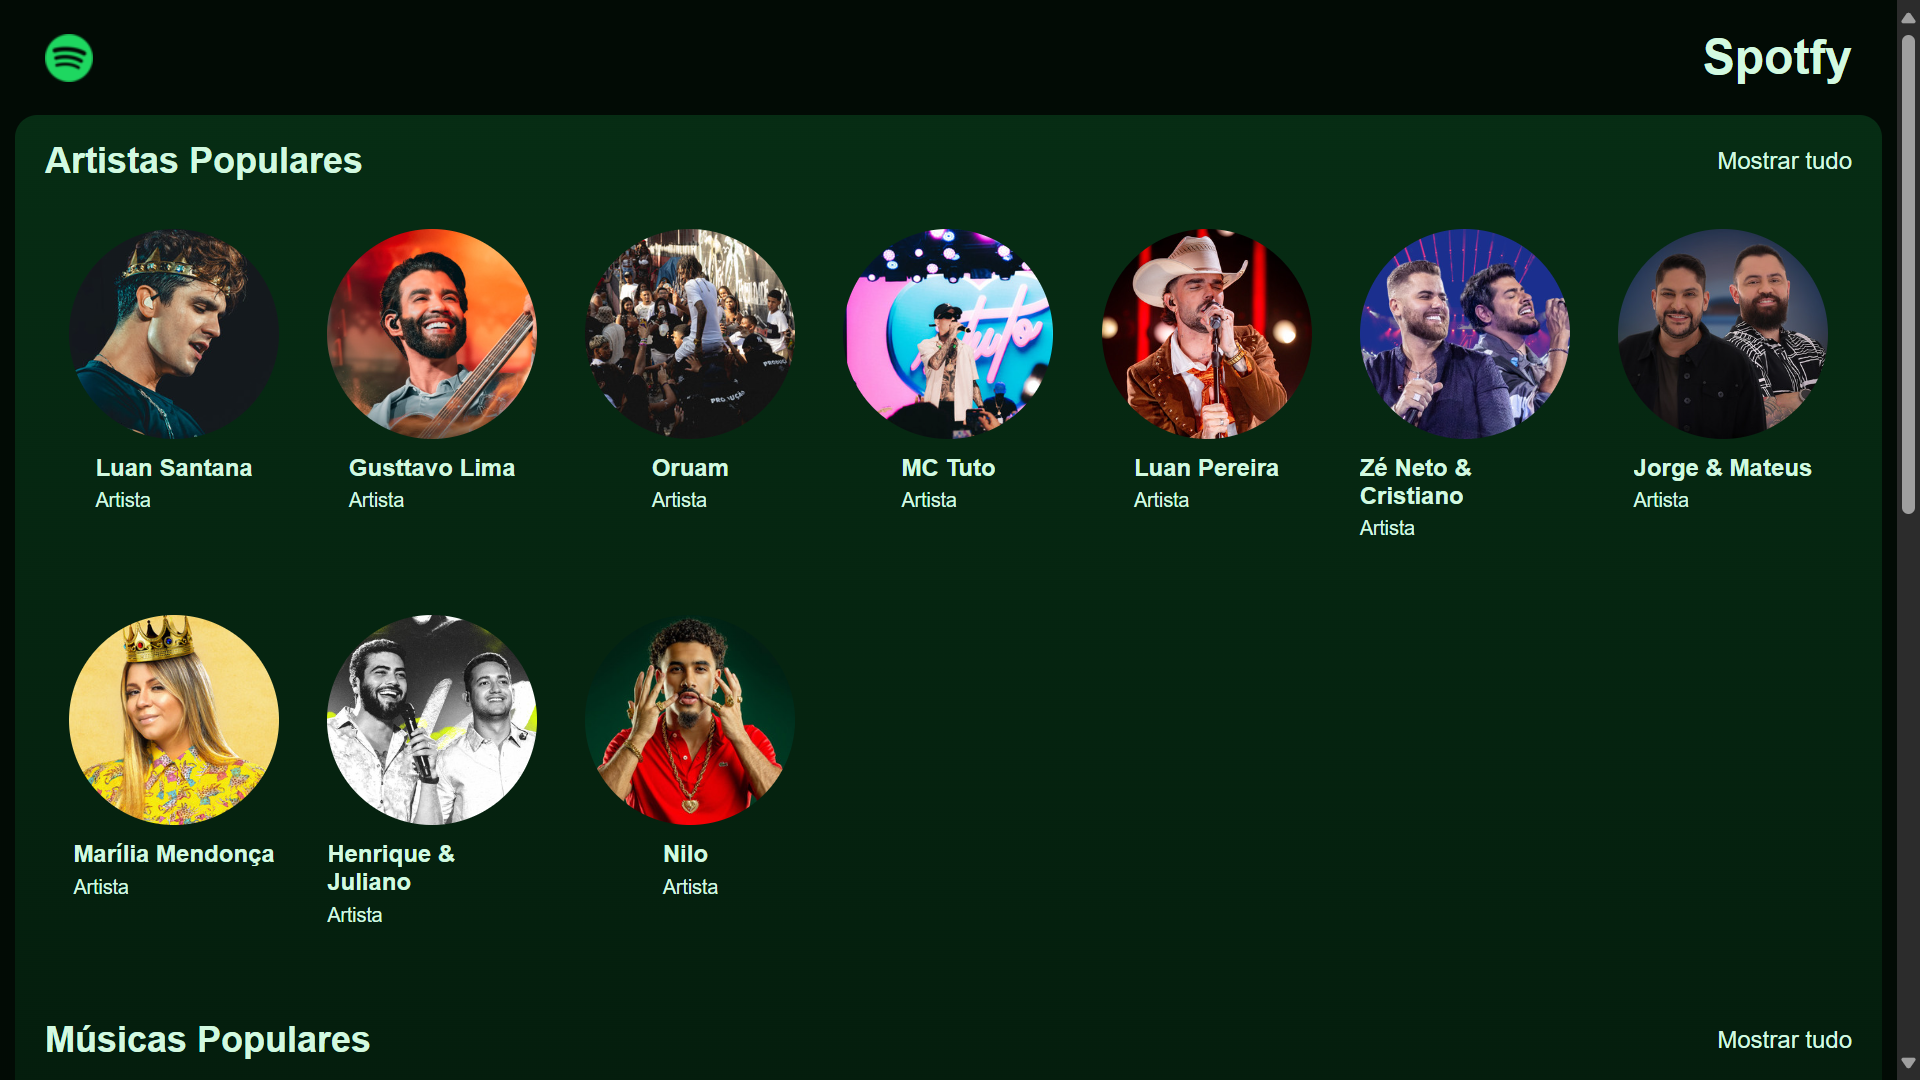 Spotfy
Artistas Populares
Mostrar tudo
tuto
PRODUÇÃO
Luan Santana
Artista
Gusttavo Lima
Artista
Oruam
Artista
MC Tuto
Artista
Luan Pereira
Artista
Zé Neto &
Cristiano
Artista
Jorge & Mateus
Artista
Marília Mendonça
Artista
Henrique &
Juliano
Artista
Nilo
Artista
Músicas Populares
Mostrar tudo